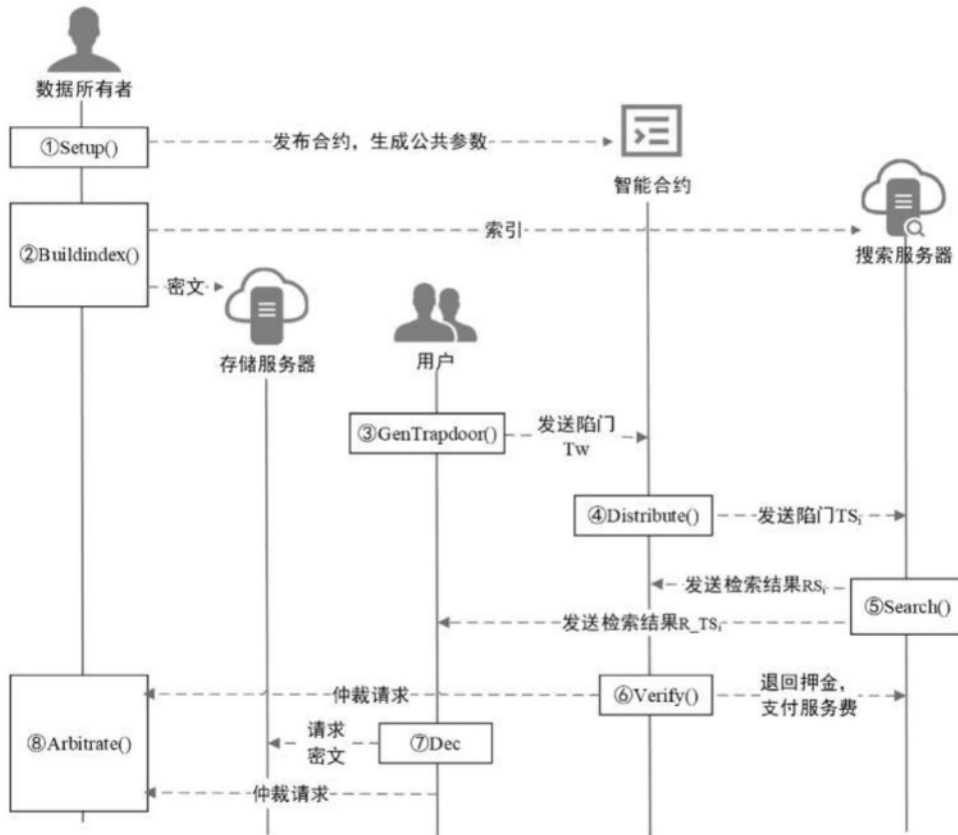 数据所有者
①Setup()
发布合约，生成公共参数
智能合约
②Buildindex()
索引
搜索服务器
密文
存储服务器
用户
③GenTrapdoor()
发送陷门
Tw
④Distribute()
发送陷门TSᵢ
发送检索结果RSᵢ
⑤Search()
发送检索结果R_TSᵢ
仲裁请求
⑥Verify()
退回押金，
支付服务费
⑧Arbitrate()
请求
密文
⑦Dec
仲裁请求